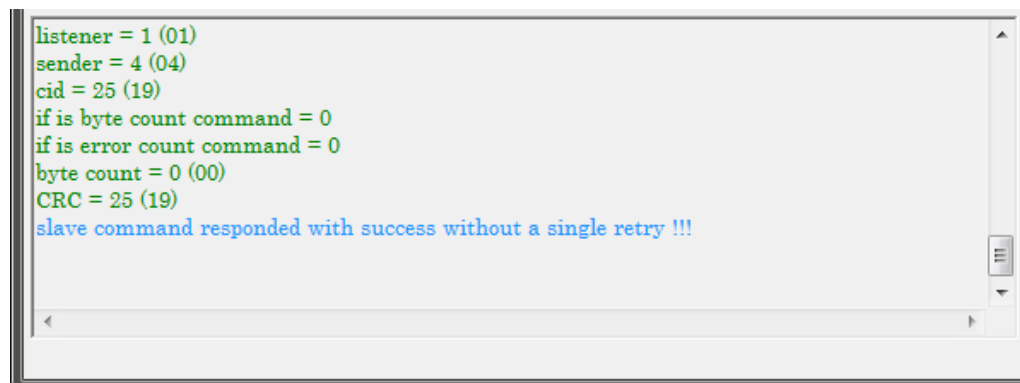 listener = 1 (01)
sender = 4 (04)
cid = 25 (19)
if is byte count command = 0
if is error count command = 0
byte count = 0 (00)
CRC = 25 (19)
slave command responded with success without a single retry !!!